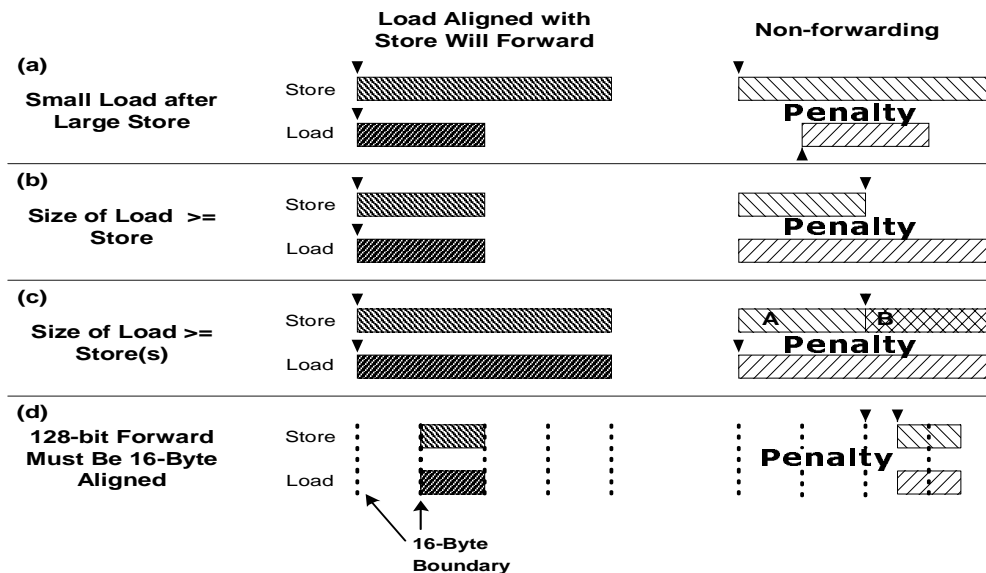 Load Aligned with
Store Will Forward
Non-forwarding
(a)
Small Load after
Large Store
Store
Load
Penalty
(b)
Size of Load >=
Store
Store
Load
Penalty
(c)
Size of Load >=
Store(s)
Store
Load
A
B
Penalty
(d)
128-bit Forward
Must Be 16-Byte
Aligned
Store
Load
Penalty
16-Byte
Boundary